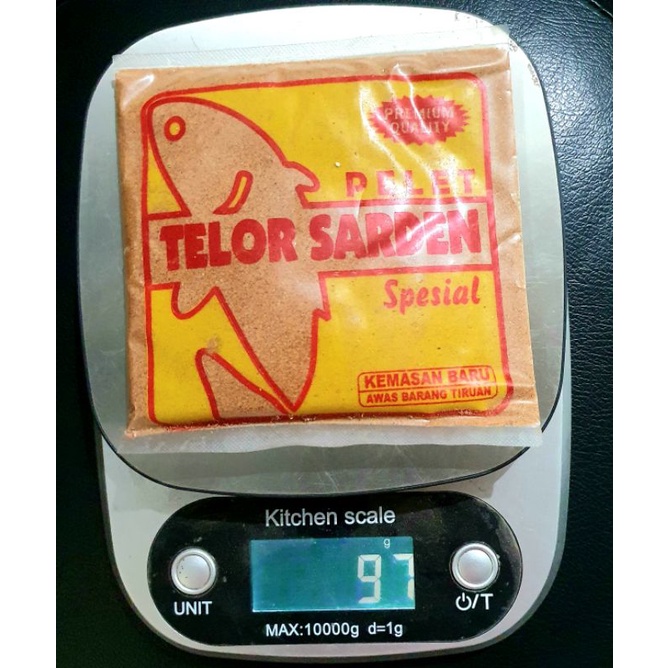 PREMIUM
QUALITY
PELET
TELOR SARDEN
Spesial
KEMASAN BARU
AWAS BARANG TIRUAN
Kitchen scale
g
97
UNIT
⏻/T
MAX:10000g d=1g